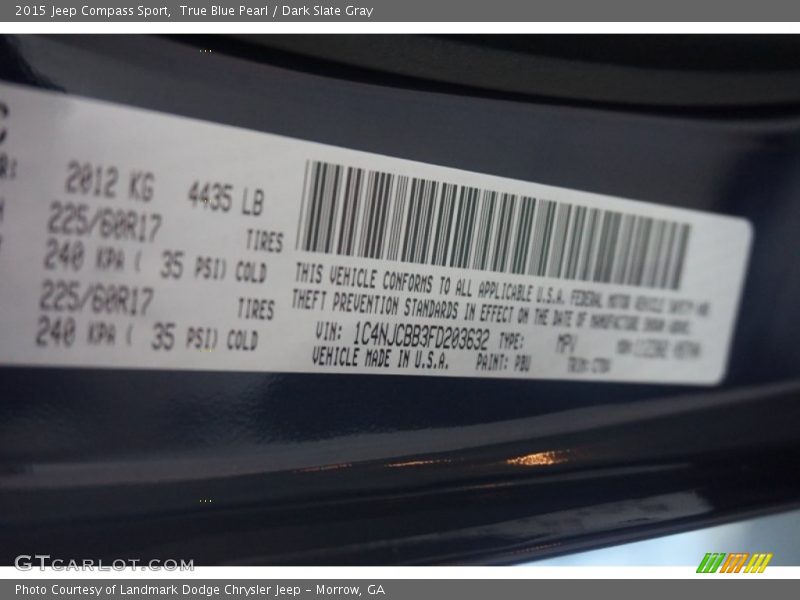 2015 Jeep Compass Sport,  True Blue Pearl / Dark Slate Gray
2012 KG 4435 LB
225/60R17 TIRES
240 KPA ( 35 PSI) COLD
225/60R17 TIRES
240 KPA ( 35 PSI) COLD
THIS VEHICLE CONFORMS TO ALL APPLICABLE U.S.A. FEDERAL MOTOR VEHICLE SAFETY AND
THEFT PREVENTION STANDARDS IN EFFECT ON THE DATE OF MANUFACTURE SHOWN ABOVE.
VIN: 1C4NJCBB3FD203632 TYPE: MPV
VEHICLE MADE IN U.S.A. PAINT: PBU
GTCARLOT.COM
Photo Courtesy of Landmark Dodge Chrysler Jeep – Morrow, GA